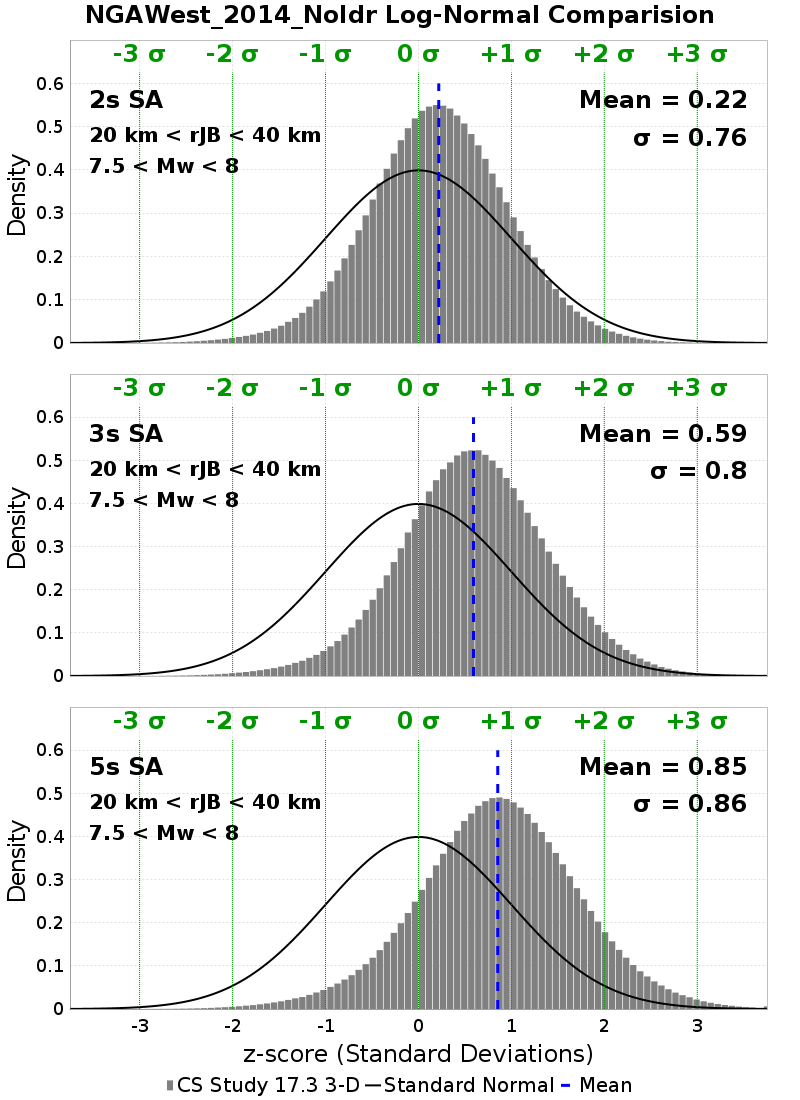 NGAWest_2014_NoIdr Log-Normal Comparision
-3 σ -2 σ -1 σ 0 σ +1 σ +2 σ +3 σ
0.6
2s SA Mean = 0.22
0.5
20 km < rJB < 40 km σ = 0.76
0.4
7.5 < Mw < 8
Density
0.3
0.2
0.1
0
-3 σ -2 σ -1 σ 0 σ +1 σ +2 σ +3 σ
0.6
3s SA Mean = 0.59
0.5
20 km < rJB < 40 km σ = 0.8
0.4
7.5 < Mw < 8
Density
0.3
0.2
0.1
0
-3 σ -2 σ -1 σ 0 σ +1 σ +2 σ +3 σ
0.6
5s SA Mean = 0.85
0.5
20 km < rJB < 40 km σ = 0.86
0.4
7.5 < Mw < 8
Density
0.3
0.2
0.1
0
-3 -2 -1 0 1 2 3
z-score (Standard Deviations)
CS Study 17.3 3-D Standard Normal Mean